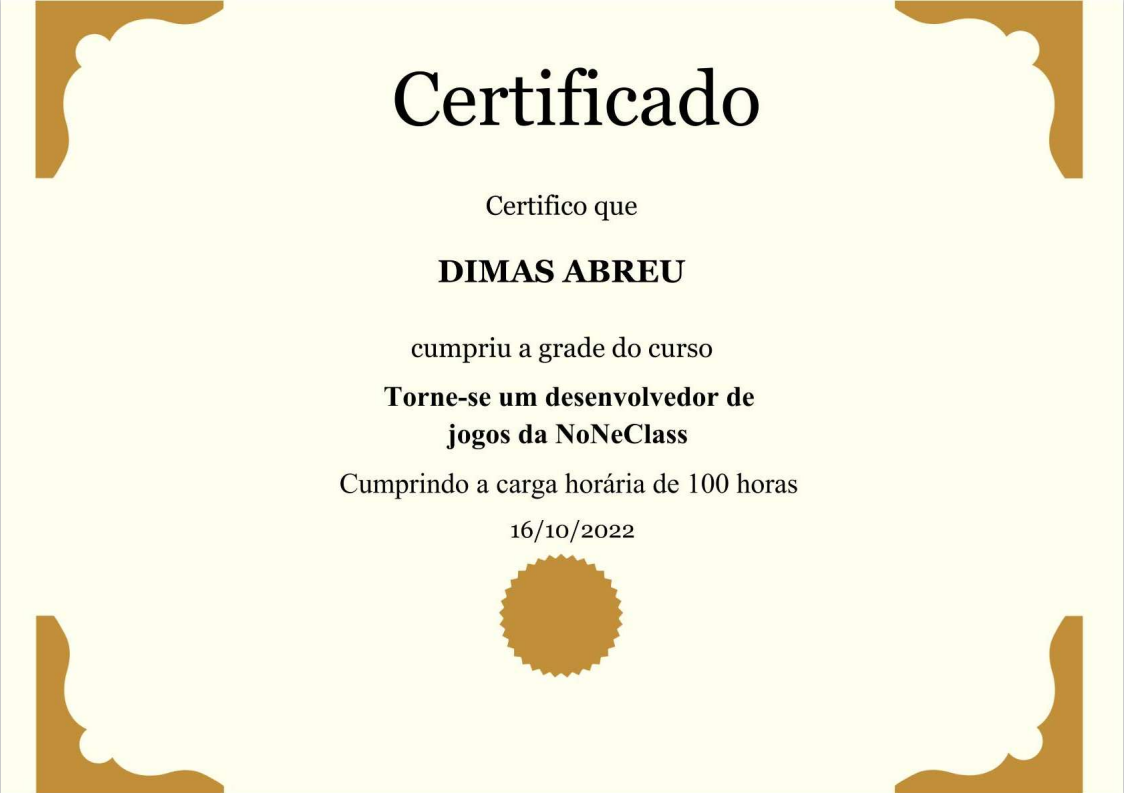 Certificado
Certifico que
DIMAS ABREU
cumpriu a grade do curso
Torne-se um desenvolvedor de
jogos da NoNeClass
Cumprindo a carga horária de 100 horas
16/10/2022